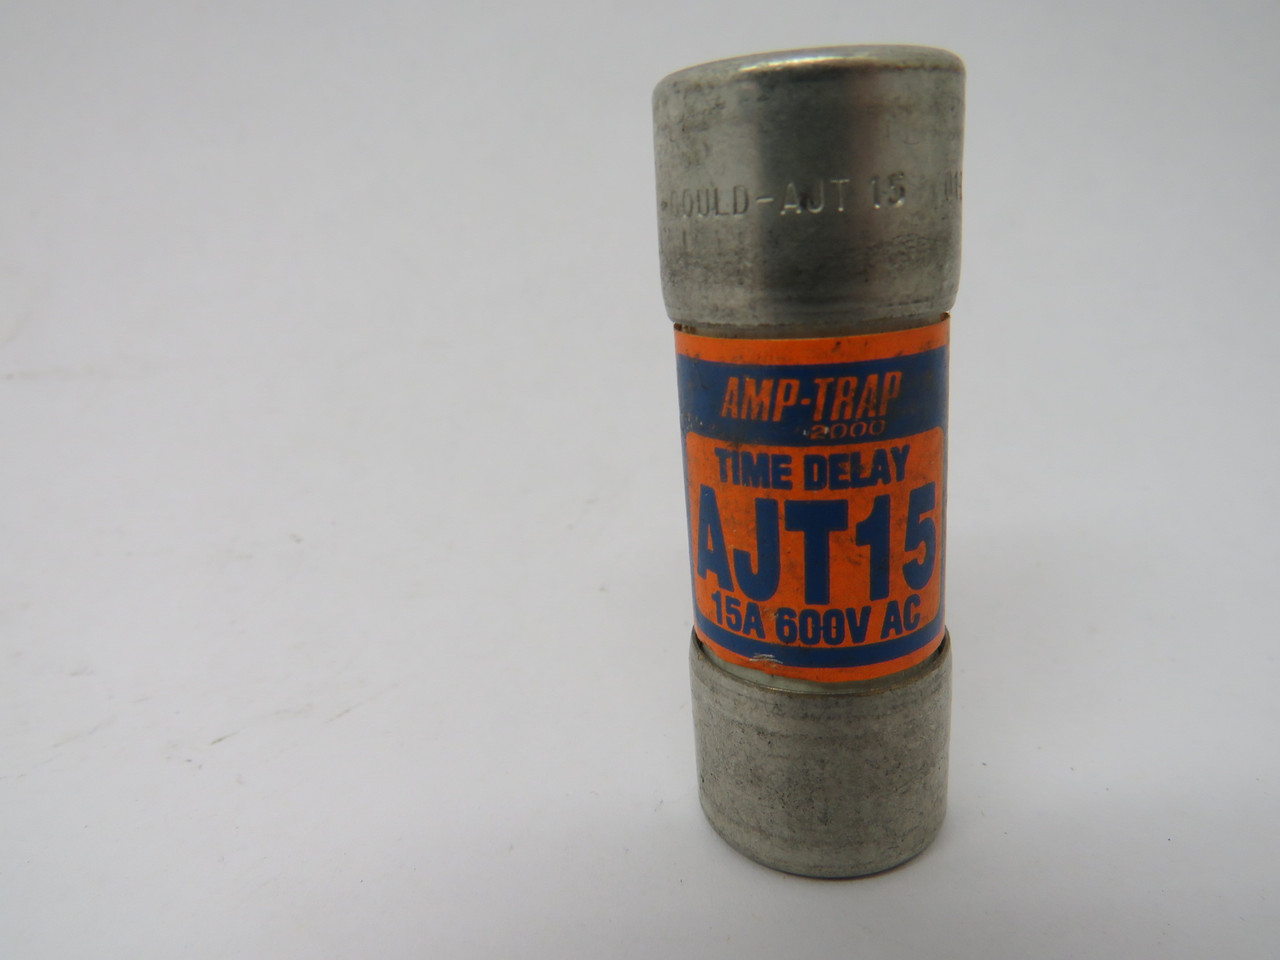 -GOULD-AJT 15
AMP-TRAP
2000
TIME DELAY
AJT15
15A 600V AC